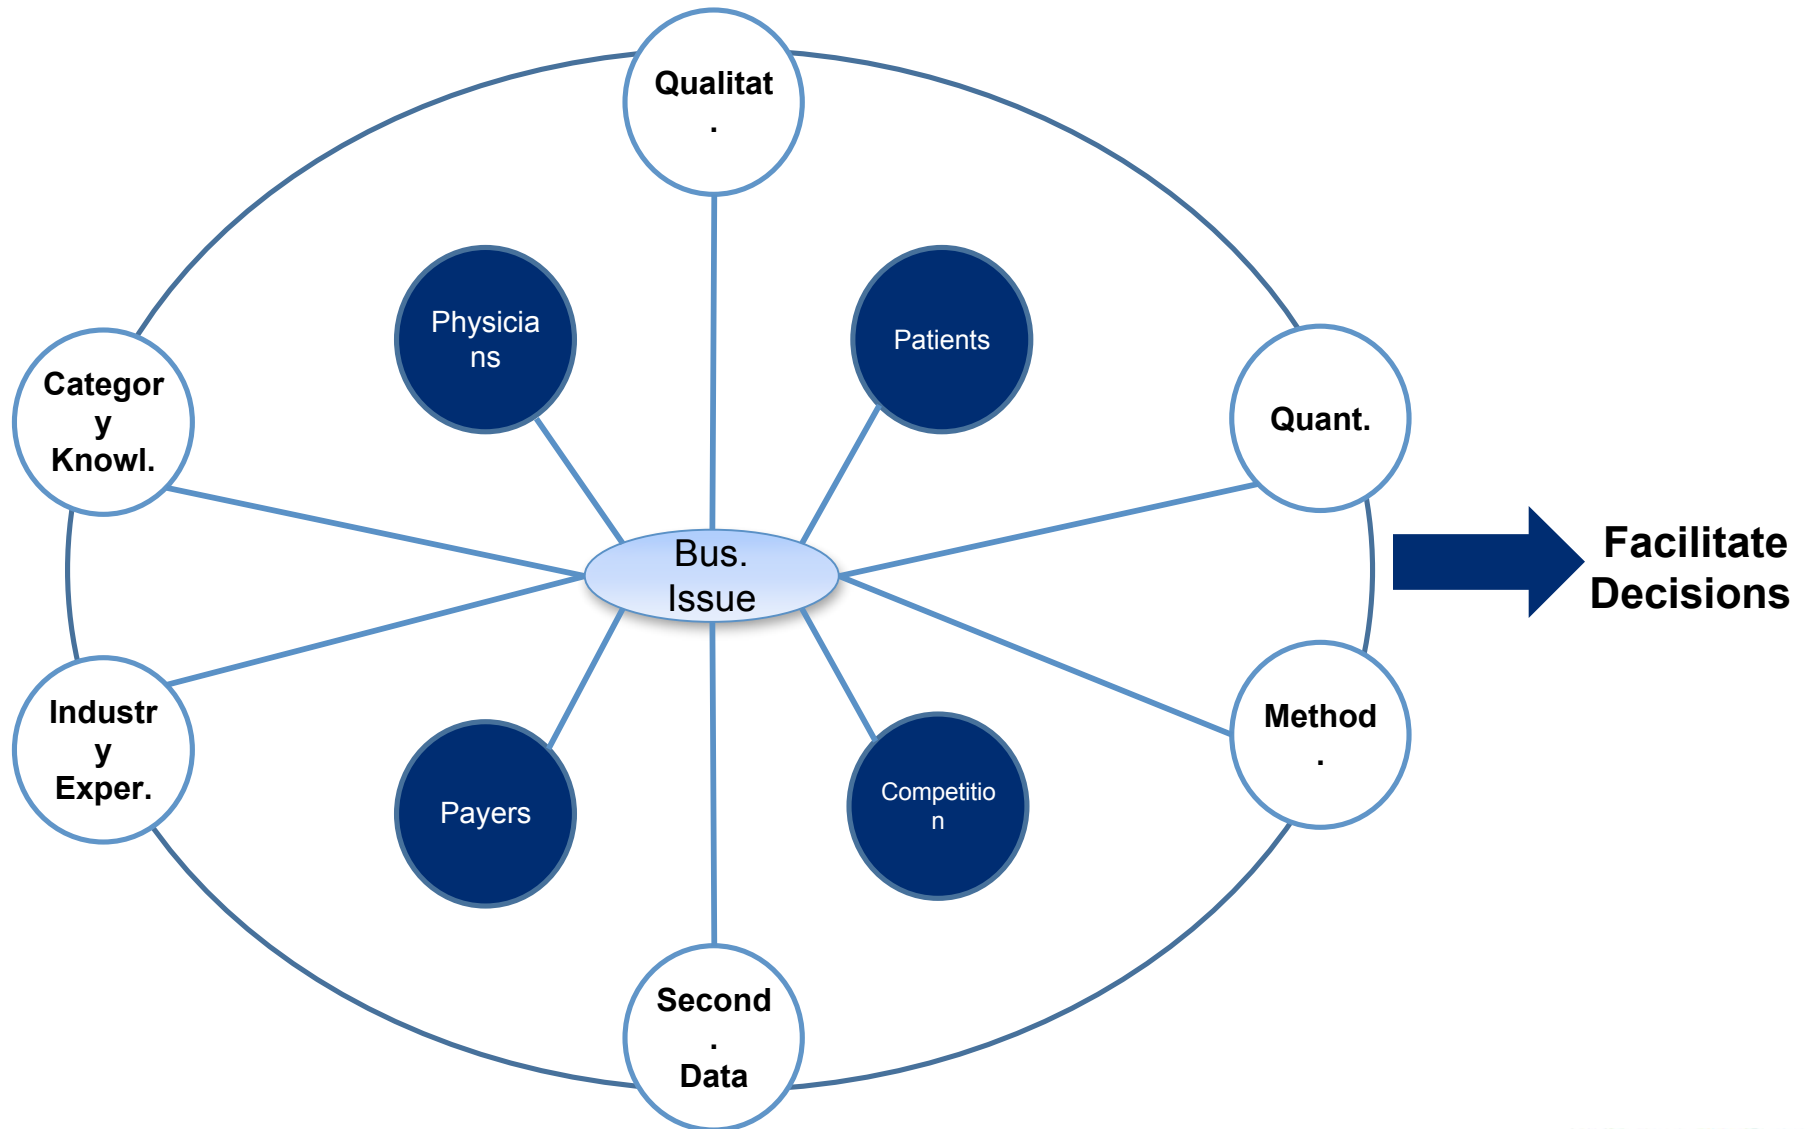 Qualitat
.
Physicia
ns
Patients
Categor
y
Knowl.
Quant.
Bus.
Issue
Facilitate
Decisions
Industr
y
Exper.
Method
.
Payers
Competitio
n
Second
.
Data